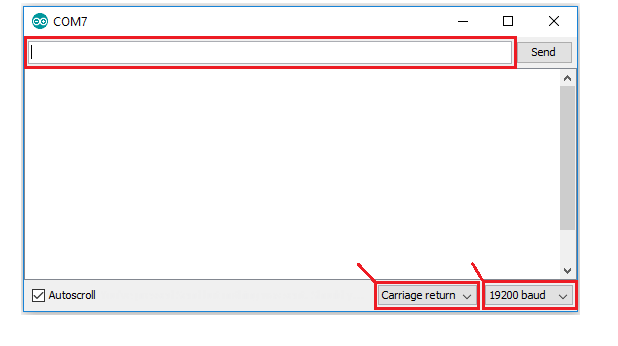 COM7
Send
Autoscroll
Carriage return
19200 baud